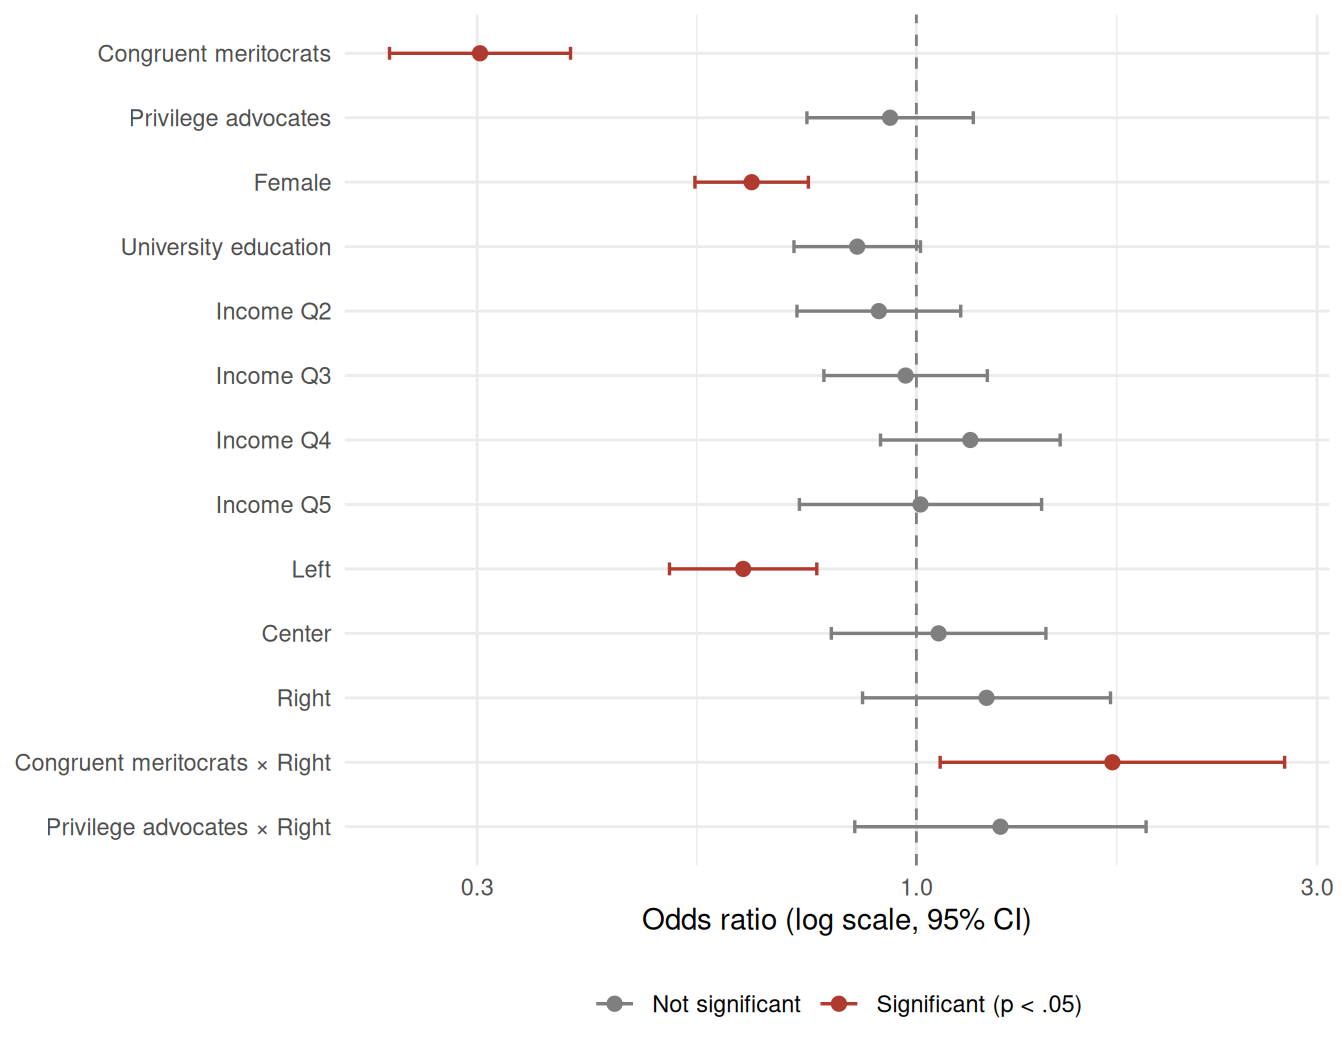 Congruent meritocrats
Privilege advocates
Female
University education
Income Q2
Income Q3
Income Q4
Income Q5
Left
Center
Right
Congruent meritocrats × Right
Privilege advocates × Right
0.3 1.0 3.0
Odds ratio (log scale, 95% CI)
Not significant Significant (p < .05)